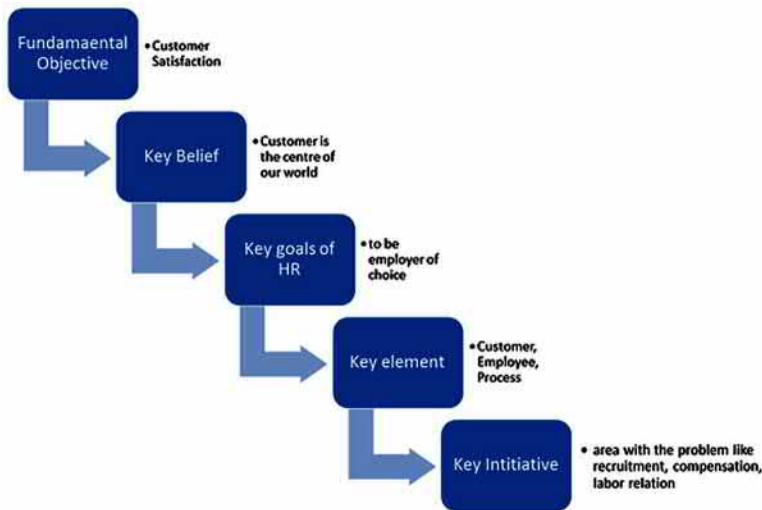 Fundamaental
Objective
•Customer
Satisfaction
Key Belief
•Customer is
the centre of
our world
Key goals of
HR
•to be
employer of
choice
Key element
•Customer,
Employee,
Process
Key Intitiative
• area with the problem like
recruitment, compensation,
labor relation